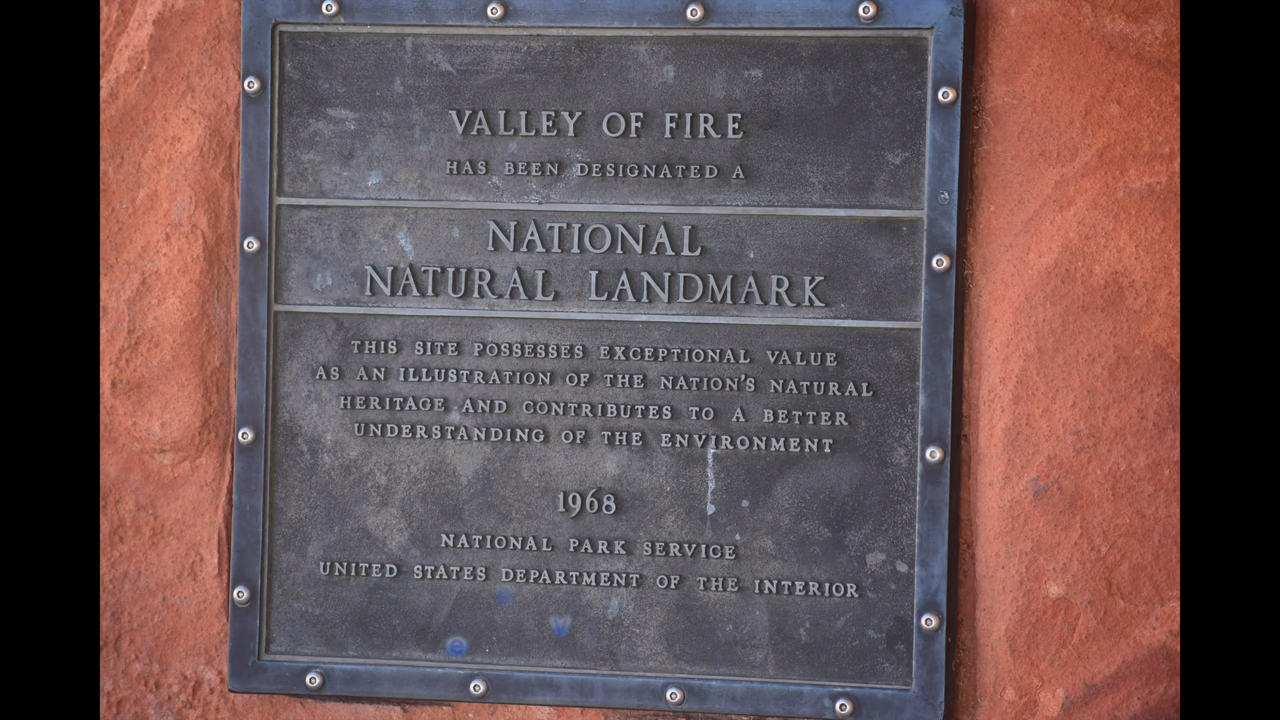 VALLEY OF FIRE
HAS BEEN DESIGNATED A
NATIONAL
NATURAL LANDMARK
THIS SITE POSSESSES EXCEPTIONAL VALUE
AS AN ILLUSTRATION OF THE NATION'S NATURAL
HERITAGE AND CONTRIBUTES TO A BETTER
UNDERSTANDING OF THE ENVIRONMENT
1968
NATIONAL PARK SERVICE
UNITED STATES DEPARTMENT OF THE INTERIOR